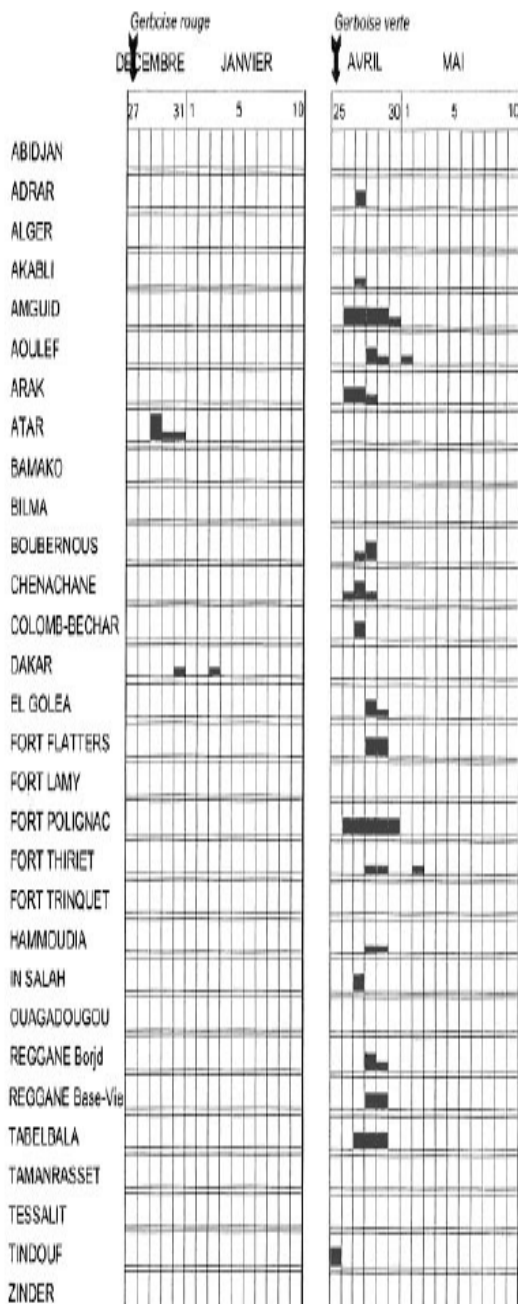 Gerboise rouge Gerboise verte
DECEMBRE JANVIER AVRIL MAI
27 31 1 5 10 25 30 1 5 10
ABIDJAN
ADRAR
ALGER
AKABLI
AMGUID
AOULEF
ARAK
ATAR
BAMAKO
BILMA
BOUBERNOUS
CHENACHANE
COLOMB-BECHAR
DAKAR
EL GOLEA
FORT FLATTERS
FORT LAMY
FORT POLIGNAC
FORT THIRIET
FORT TRINQUET
HAMMOUDIA
IN SALAH
OUAGADOUGOU
REGGANE Borjd
REGGANE Base-Vie
TABELBALA
TAMANRASSET
TESSALIT
TINDOUF
ZINDER